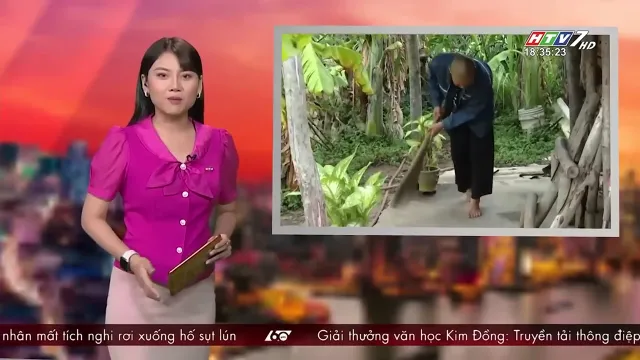 HTV7 HD
18:35:23
nhân mất tích nghi rơi xuống hố sụt lún
60
Giải thưởng văn học Kim Đồng: Truyền tải thông điệp